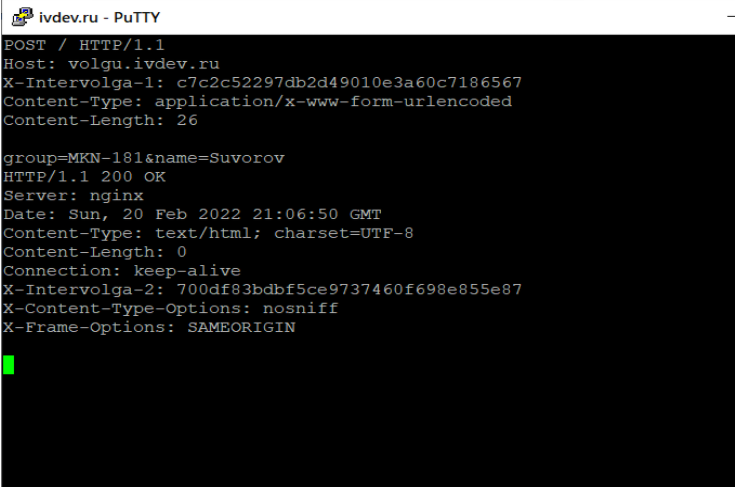 ivdev.ru - PuTTY
POST / HTTP/1.1
Host: volgu.ivdev.ru
X-Intervolga-1: c7c2c52297db2d49010e3a60c7186567
Content-Type: application/x-www-form-urlencoded
Content-Length: 26

group=MKN-181&name=Suvorov
HTTP/1.1 200 OK
Server: nginx
Date: Sun, 20 Feb 2022 21:06:50 GMT
Content-Type: text/html; charset=UTF-8
Content-Length: 0
Connection: keep-alive
X-Intervolga-2: 700df83bdbf5ce9737460f698e855e87
X-Content-Type-Options: nosniff
X-Frame-Options: SAMEORIGIN